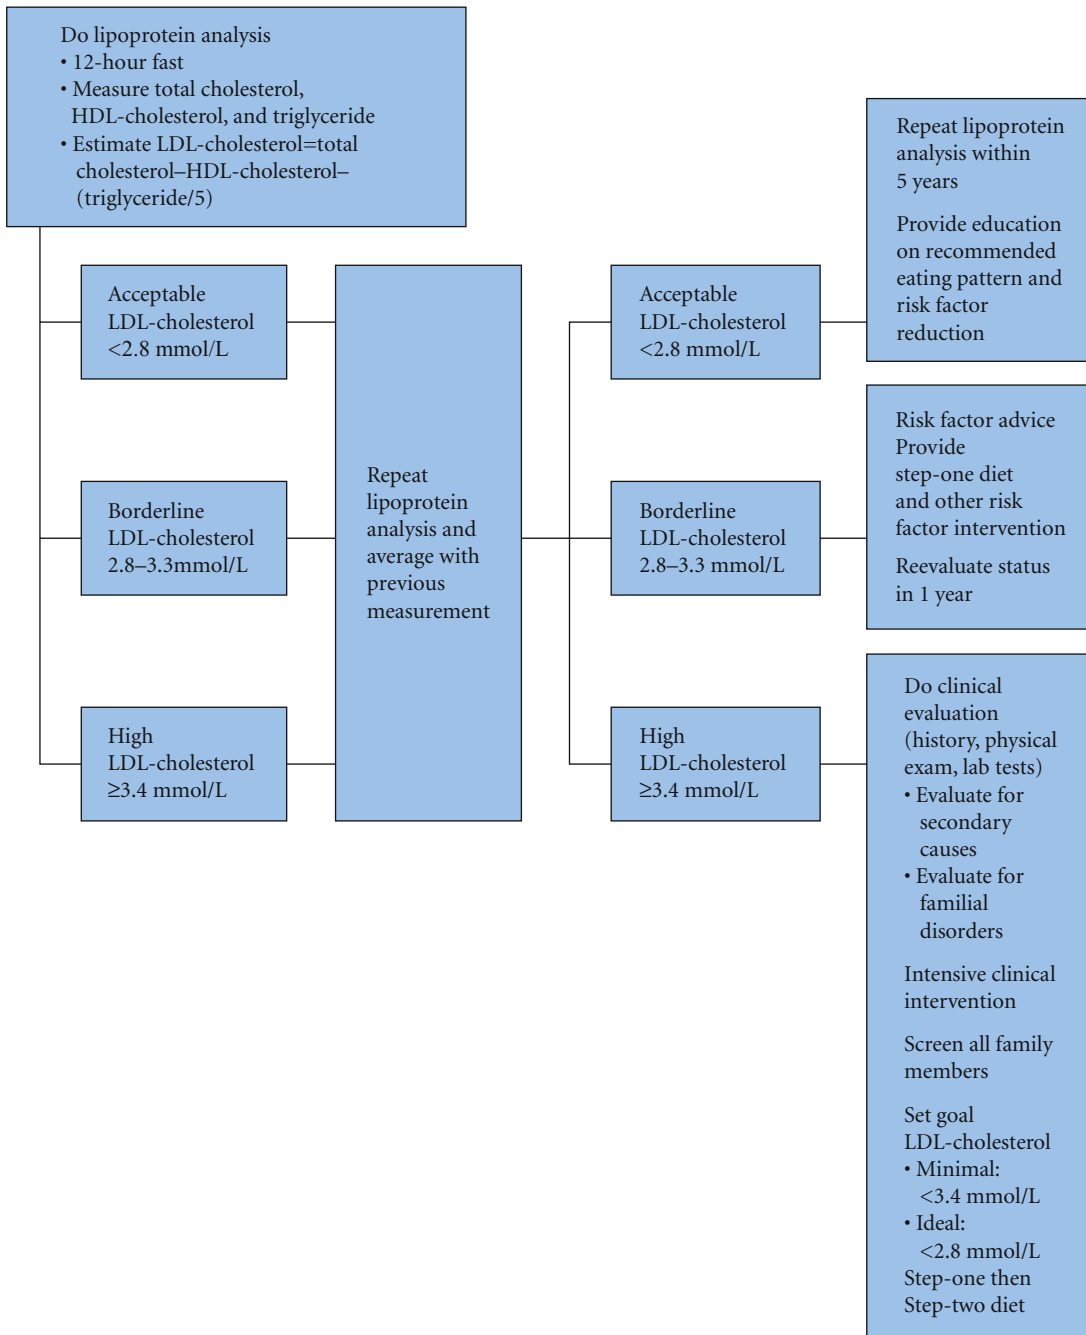 Do lipoprotein analysis
• 12-hour fast
• Measure total cholesterol,
HDL-cholesterol, and triglyceride
• Estimate LDL-cholesterol=total
cholesterol–HDL-cholesterol–
(triglyceride/5)
Acceptable
LDL-cholesterol
<2.8 mmol/L
Borderline
LDL-cholesterol
2.8–3.3mmol/L
High
LDL-cholesterol
≥3.4 mmol/L
Repeat
lipoprotein
analysis and
average with
previous
measurement
Acceptable
LDL-cholesterol
<2.8 mmol/L
Borderline
LDL-cholesterol
2.8–3.3 mmol/L
High
LDL-cholesterol
≥3.4 mmol/L
Repeat lipoprotein
analysis within
5 years
Provide education
on recommended
eating pattern and
risk factor
reduction
Risk factor advice
Provide
step-one diet
and other risk
factor intervention
Reevaluate status
in 1 year
Do clinical
evaluation
(history, physical
exam, lab tests)
• Evaluate for
secondary
causes
• Evaluate for
familial
disorders
Intensive clinical
intervention
Screen all family
members
Set goal
LDL-cholesterol
• Minimal:
<3.4 mmol/L
• Ideal:
<2.8 mmol/L
Step-one then
Step-two diet